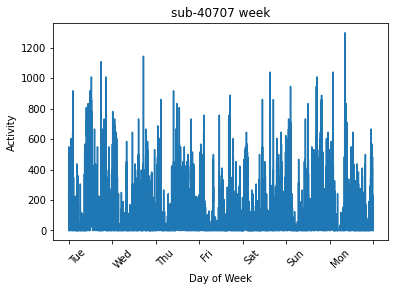 sub-40707 week
1200
1000
800
600
400
200
0
Activity
Tue
Wed
Thu
Fri
Sat
Sun
Mon
Day of Week